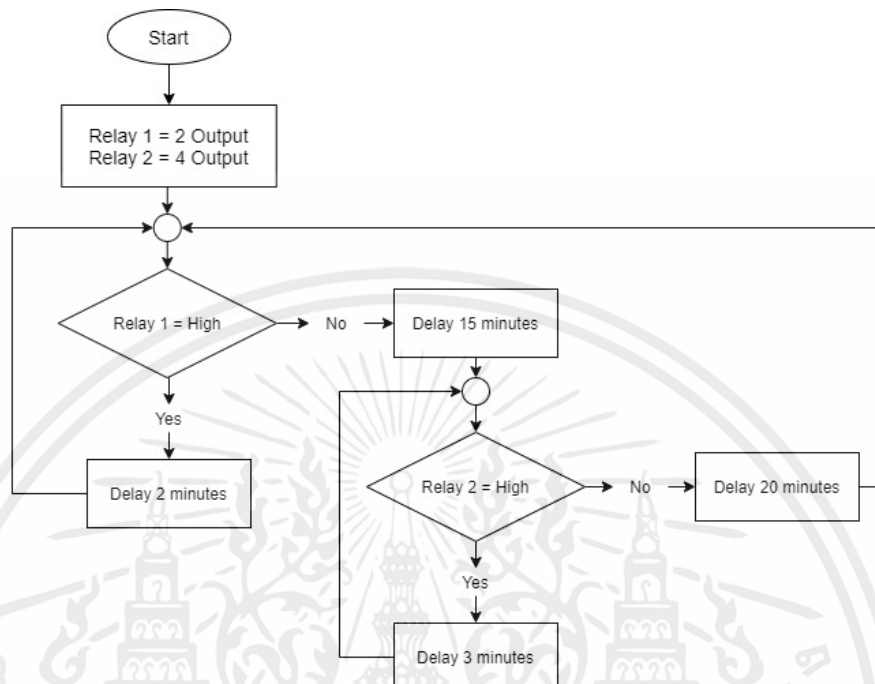 Start
Relay 1 = 2 Output
Relay 2 = 4 Output
Relay 1 = High
No
Delay 15 minutes
Yes
Delay 2 minutes
Relay 2 = High
No
Delay 20 minutes
Yes
Delay 3 minutes